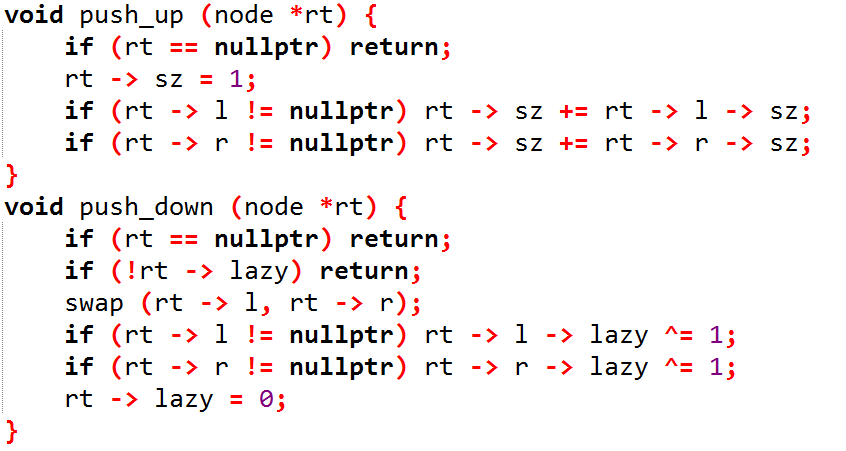 void push_up (node *rt) {
    if (rt == nullptr) return;
    rt -> sz = 1;
    if (rt -> l != nullptr) rt -> sz += rt -> l -> sz;
    if (rt -> r != nullptr) rt -> sz += rt -> r -> sz;
}
void push_down (node *rt) {
    if (rt == nullptr) return;
    if (!rt -> lazy) return;
    swap (rt -> l, rt -> r);
    if (rt -> l != nullptr) rt -> l -> lazy ^= 1;
    if (rt -> r != nullptr) rt -> r -> lazy ^= 1;
    rt -> lazy = 0;
}